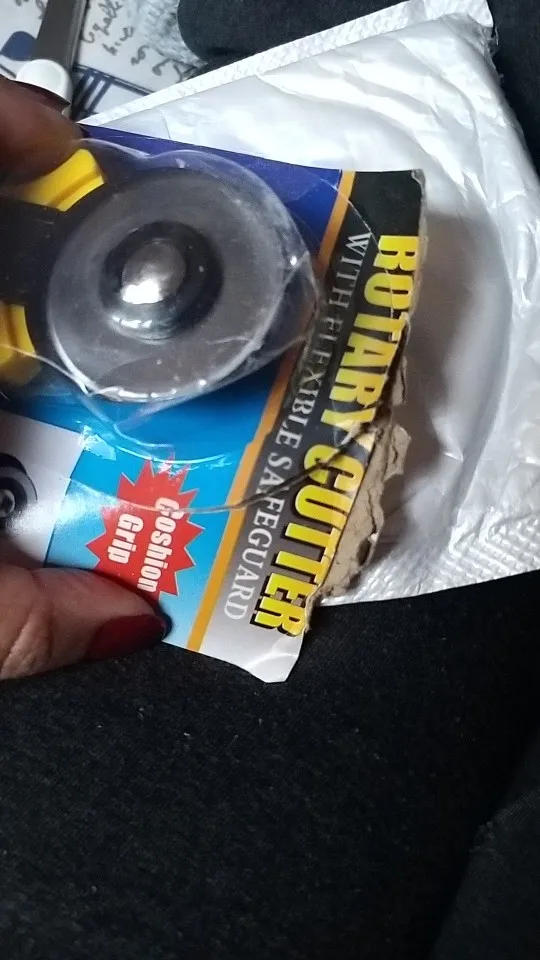 ROTARY CUTTER
WITH FLEXIBLE SAFEGUARD
Coshion
Grip